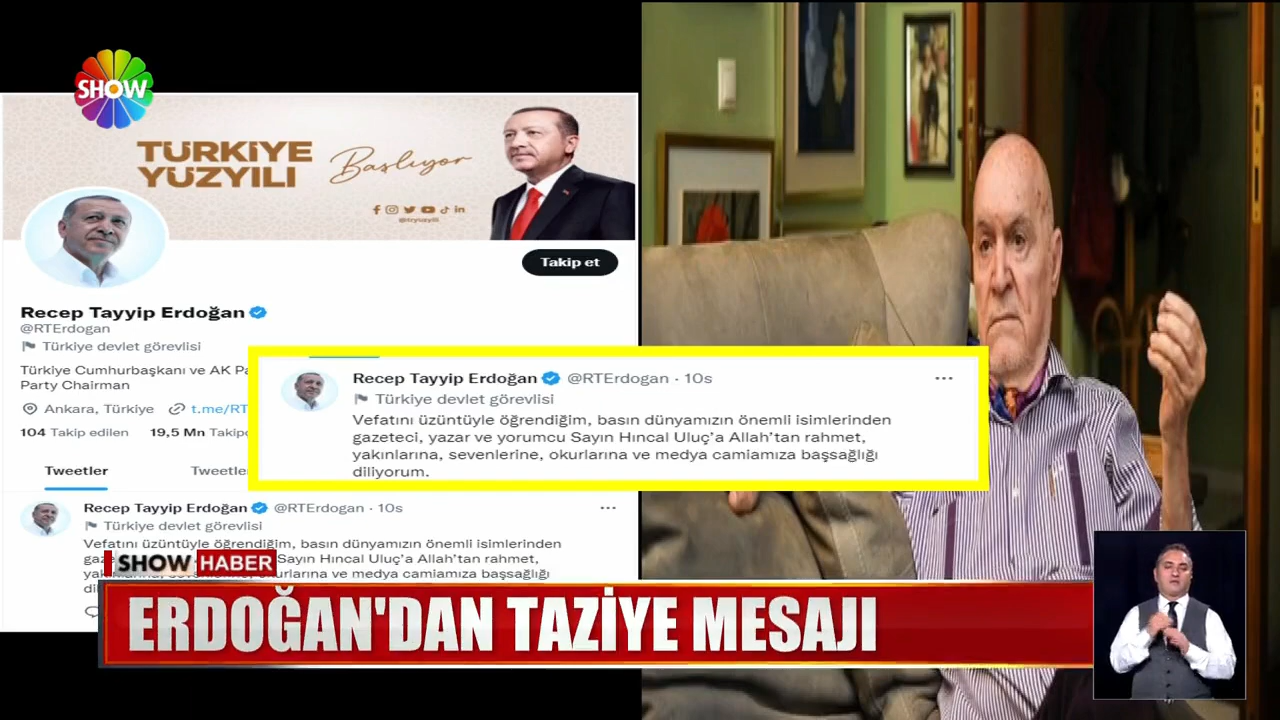 SHOW
TÜRKİYE
YÜZYILI
Başlıyor
Takip et
Recep Tayyip Erdoğan
@RTErdogan
Türkiye devlet görevlisi
Türkiye Cumhurbaşkanı ve AK Pa
Party Chairman
Ankara, Türkiye t.me/RT
104 Takip edilen 19,5 Mn Takipç
Tweetler Tweetle
Recep Tayyip Erdoğan @RTErdogan · 10s
Türkiye devlet görevlisi
Vefatını üzüntüyle öğrendiğim, basın dünyamızın önemli isimlerinden
gazeteci, yazar ve yorumcu Sayın Hıncal Uluç'a Allah'tan rahmet,
yakınlarına, sevenlerine, okurlarına ve medya camiamıza başsağlığı
diliyorum.
Recep Tayyip Erdoğan @RTErdogan · 10s
Türkiye devlet görevlisi
Vefatını üzüntüyle öğrendiğim, basın dünyamızın önemli isimlerinden
Sayın Hıncal Uluç'a Allah'tan rahmet,
okurlarına ve medya camiamıza başsağlığı
SHOW HABER
ERDOĞAN'DAN TAZİYE MESAJI